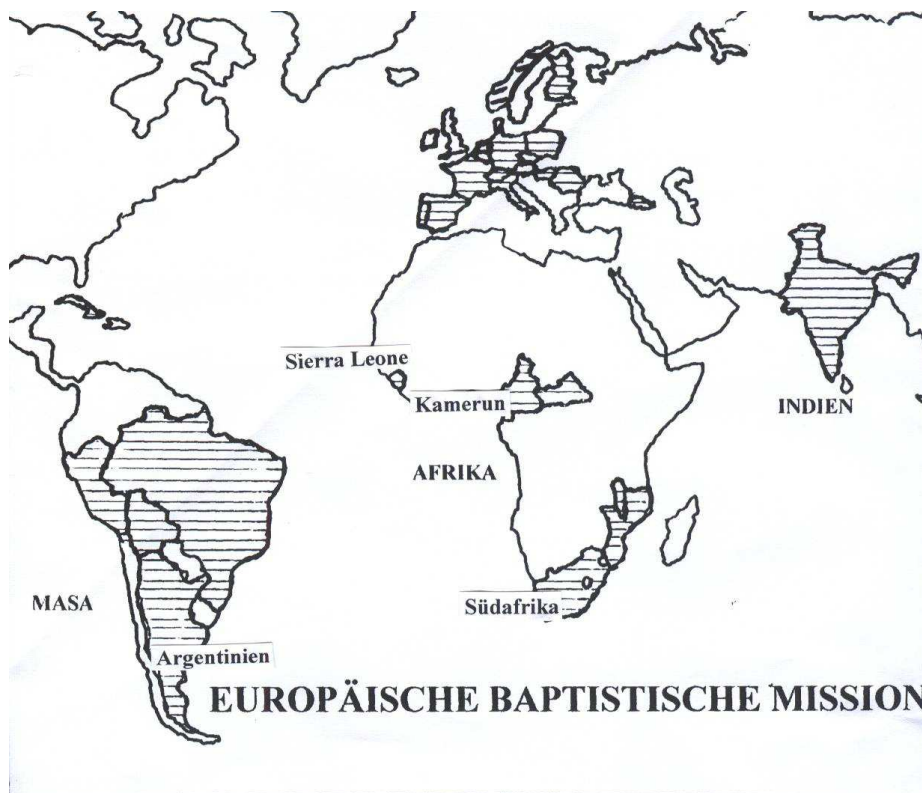 Sierra Leone
Kamerun
INDIEN
AFRIKA
MASA
Südafrika
Argentinien
EUROPÄISCHE BAPTISTISCHE MISSION